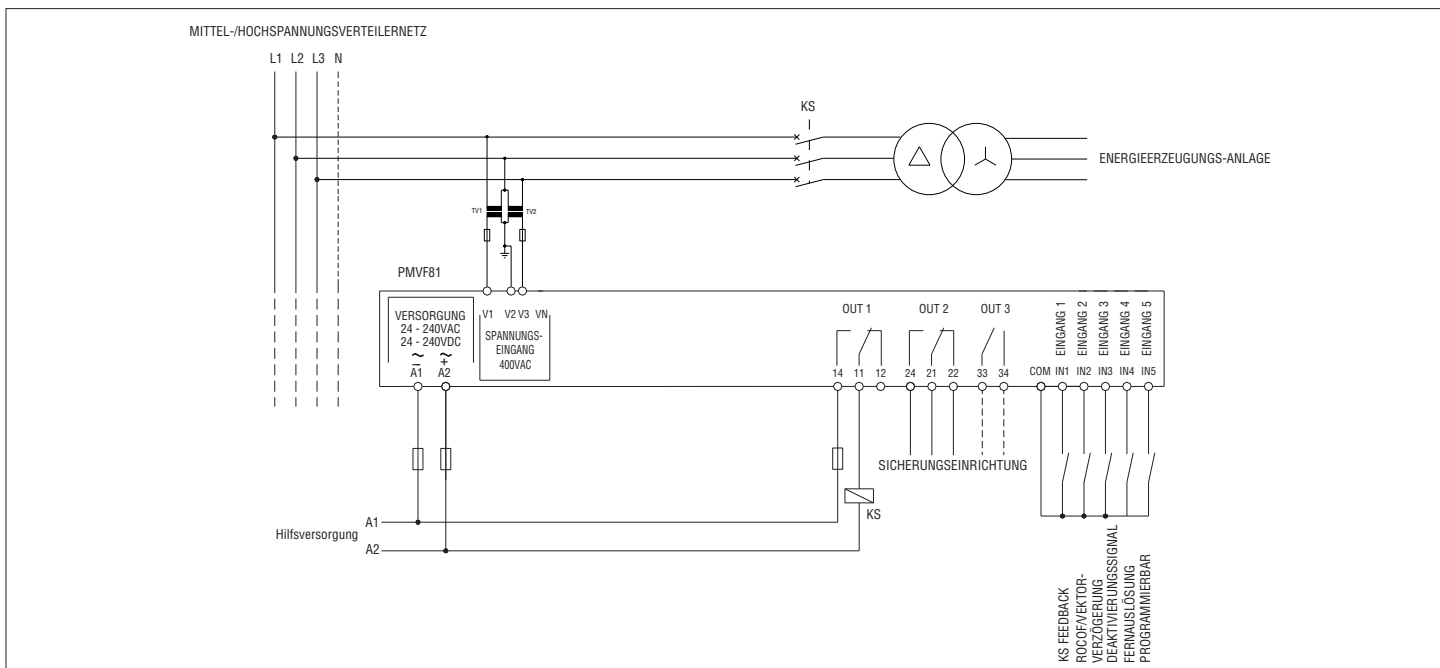 MITTEL-/HOCHSPANNUNGSVERTEILERNETZ
L1 L2 L3 N
KS
ENERGIEERZEUGUNGS-ANLAGE
TV1 TV2
PMVF81
VERSORGUNG
24 - 240VAC
24 - 240VDC
A1 A2
V1 V2 V3 VN
SPANNUNGS-
EINGANG
400VAC
OUT 1 OUT 2 OUT 3
14 11 12 24 21 22 33 34
EINGANG 1
EINGANG 2
EINGANG 3
EINGANG 4
EINGANG 5
COM IN1 IN2 IN3 IN4 IN5
SICHERUNGSEINRICHTUNG
KS
Hilfsversorgung
A1
A2
KS FEEDBACK
ROCOF/VEKTOR-
VERZÖGERUNG
DEAKTIVIERUNGSSIGNAL
FERNAUSLÖSUNG
PROGRAMMIERBAR